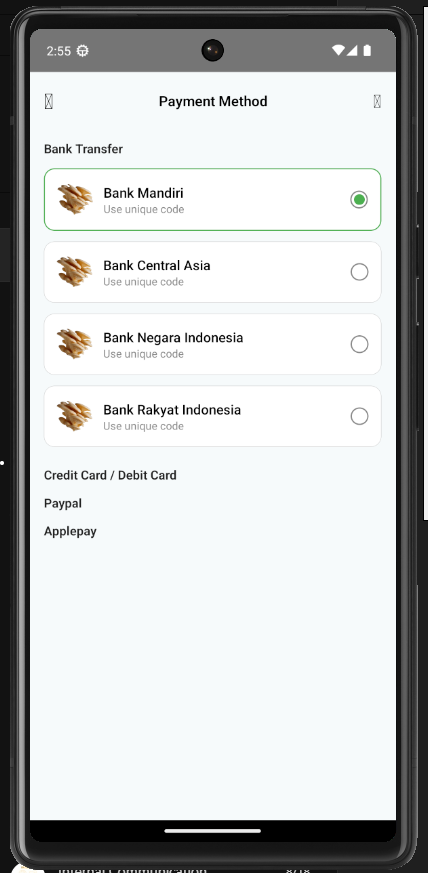 2:55
Payment Method
Bank Transfer
Bank Mandiri
Use unique code
Bank Central Asia
Use unique code
Bank Negara Indonesia
Use unique code
Bank Rakyat Indonesia
Use unique code
Credit Card / Debit Card
Paypal
Applepay